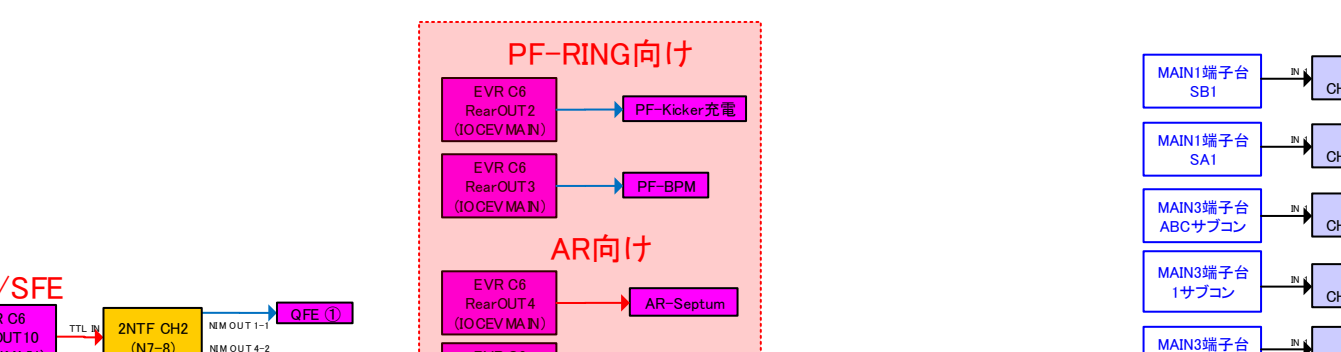 PF-RING向け
EVR C6
RearOUT2
(IOCEVMAIN)
PF-Kicker充電
EVR C6
RearOUT3
(IOCEVMAIN)
PF-BPM
AR向け
EVR C6
RearOUT4
(IOCEVMAIN)
AR-Septum
/SFE
TTL IN
2NTF CH2
(N7-8)
NIM OUT 1-1
NIM OUT 4-2
QFE ①
MAIN1端子台
SB1
MAIN1端子台
SA1
MAIN3端子台
ABCサブコン
MAIN3端子台
1サブコン
MAIN3端子台